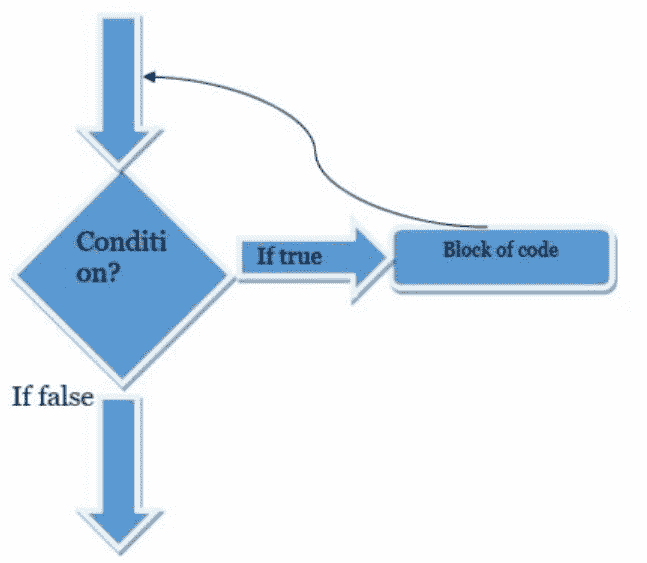 Conditi
on?
If true
Block of code
If false